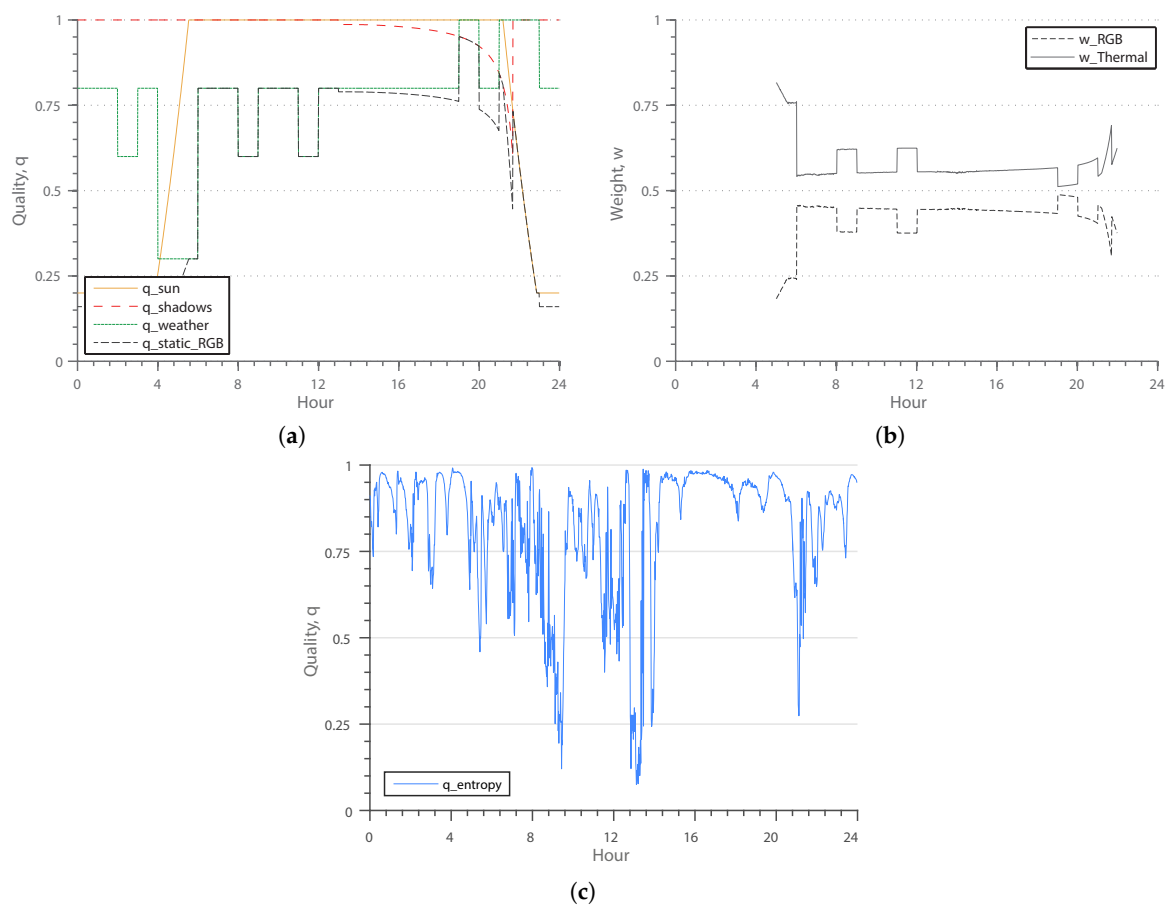 1
0.75
0.5
0.25
0
Quality, q
q_sun
q_shadows
q_weather
q_static_RGB
0 4 8 12 16 20 24
Hour
(a)
1
0.75
0.5
0.25
0
Weight, w
w_RGB
w_Thermal
0 4 8 12 16 20 24
Hour
(b)
1
0.75
0.5
0.25
0
Quality, q
q_entropy
0 4 8 12 16 20 24
Hour
(c)